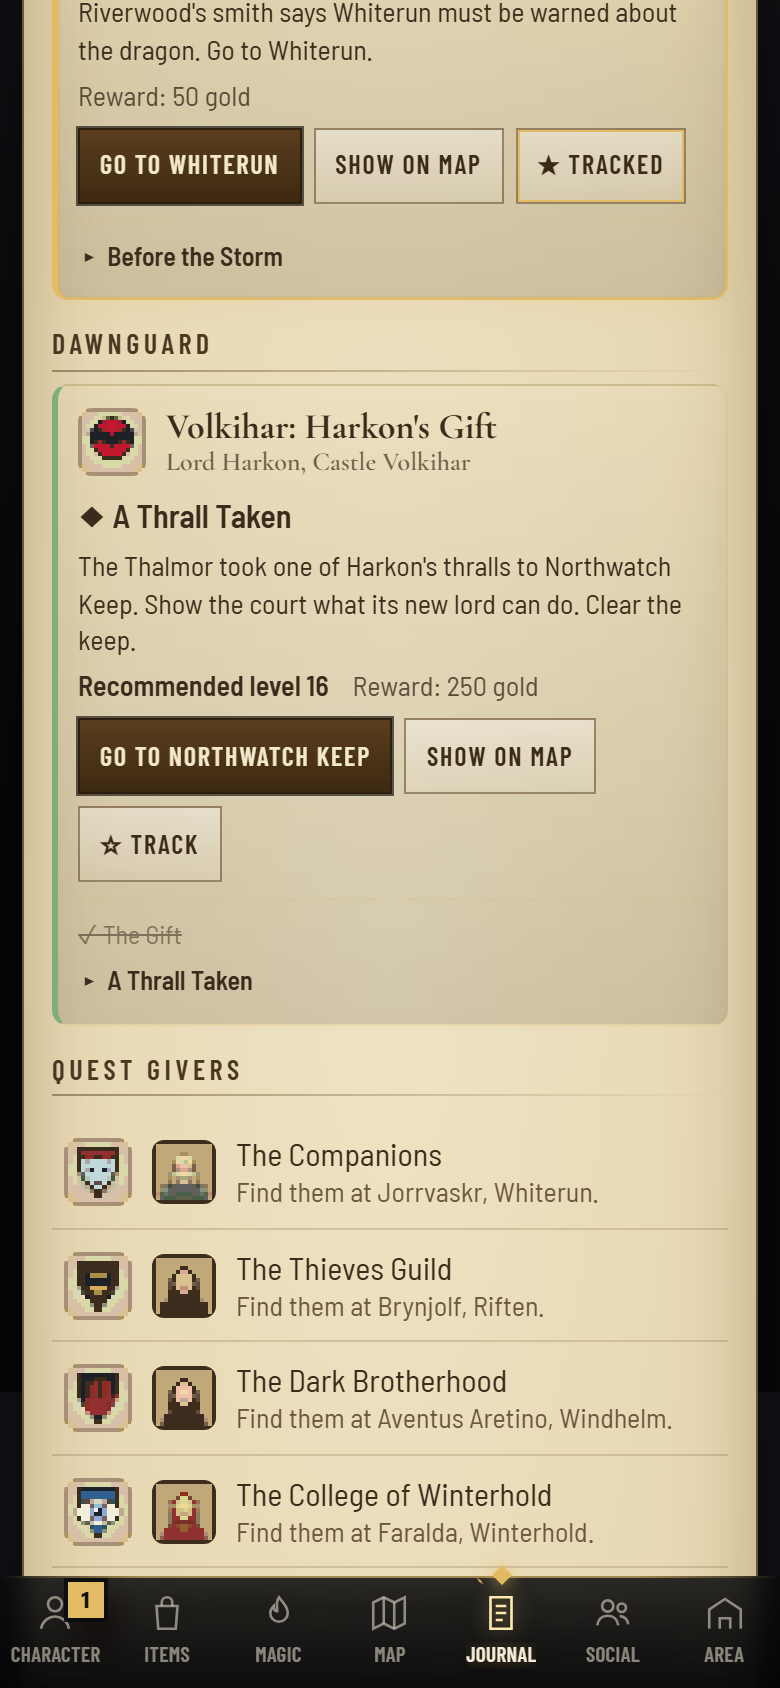 Riverwood's smith says Whiterun must be warned about
the dragon. Go to Whiterun.
Reward: 50 gold
GO TO WHITERUN
SHOW ON MAP
★ TRACKED
▸ Before the Storm
DAWNGUARD
Volkihar: Harkon's Gift
Lord Harkon, Castle Volkihar
◆ A Thrall Taken
The Thalmor took one of Harkon's thralls to Northwatch
Keep. Show the court what its new lord can do. Clear the
keep.
Recommended level 16 Reward: 250 gold
GO TO NORTHWATCH KEEP
SHOW ON MAP
☆ TRACK
✓ The Gift
▸ A Thrall Taken
QUEST GIVERS
The Companions
Find them at Jorrvaskr, Whiterun.
The Thieves Guild
Find them at Brynjolf, Riften.
The Dark Brotherhood
Find them at Aventus Aretino, Windhelm.
The College of Winterhold
Find them at Faralda, Winterhold.
1
CHARACTER
ITEMS
MAGIC
MAP
JOURNAL
SOCIAL
AREA